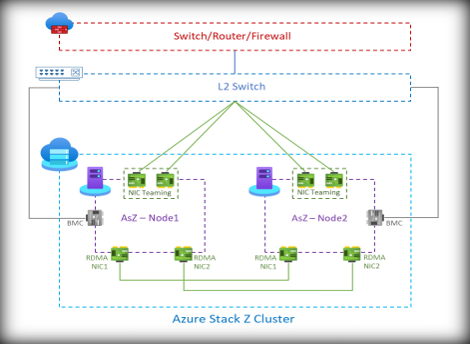 Switch/Router/Firewall
L2 Switch
NIC Teaming
NIC Teaming
AsZ – Node1
AsZ – Node2
BMC
BMC
RDMA
NIC1
RDMA
NIC2
RDMA
NIC1
RDMA
NIC2
Azure Stack Z Cluster